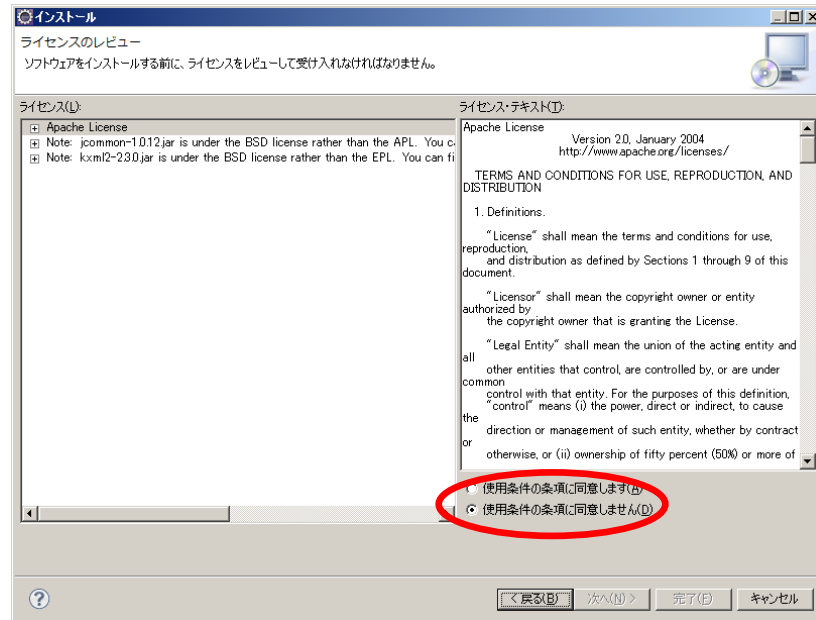 インストール
ライセンスのレビュー
ソフトウェアをインストールする前に、ライセンスをレビューして受け入れなければなりません。
ライセンス(L):
Apache License
Note: jcommon-1.0.12.jar is under the BSD license rather than the APL. You c
Note: kxml2-2.3.0.jar is under the BSD license rather than the EPL. You can fi
ライセンス・テキスト(T):
Apache License
Version 2.0, January 2004
http://www.apache.org/licenses/
TERMS AND CONDITIONS FOR USE, REPRODUCTION, AND
DISTRIBUTION
1. Definitions.
"License" shall mean the terms and conditions for use,
reproduction,
and distribution as defined by Sections 1 through 9 of this
document.
"Licensor" shall mean the copyright owner or entity
authorized by
the copyright owner that is granting the License.
"Legal Entity" shall mean the union of the acting entity and
all
other entities that control, are controlled by, or are under
common
control with that entity. For the purposes of this definition,
"control" means (i) the power, direct or indirect, to cause
the
direction or management of such entity, whether by contract
or
otherwise, or (ii) ownership of fifty percent (50%) or more of
使用条件の条項に同意します(A)
使用条件の条項に同意しません(D)
?
< 戻る(B)
次へ(N) >
完了(F)
キャンセル